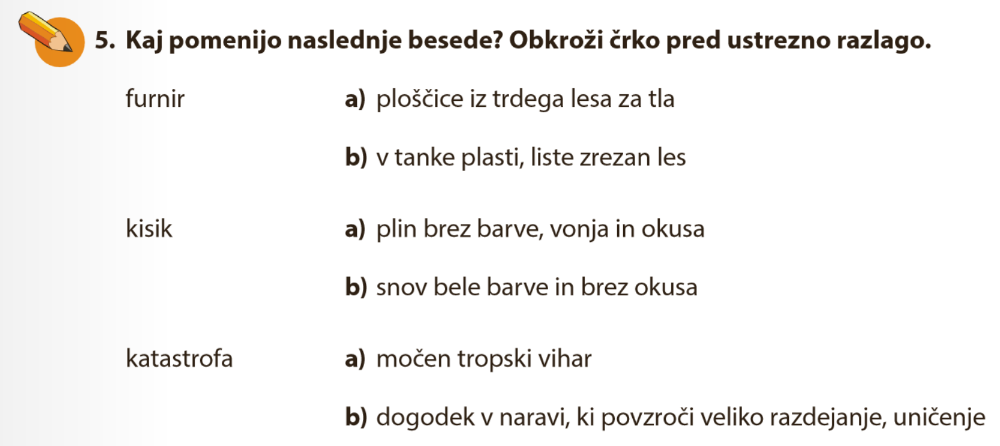 5. Kaj pomenijo naslednje besede? Obkroži črko pred ustrezno razlago.
furnir a) ploščice iz trdega lesa za tla
b) v tanke plasti, liste zrezan les
kisik a) plin brez barve, vonja in okusa
b) snov bele barve in brez okusa
katastrofa a) močen tropski vihar
b) dogodek v naravi, ki povzroči veliko razdejanje, uničenje